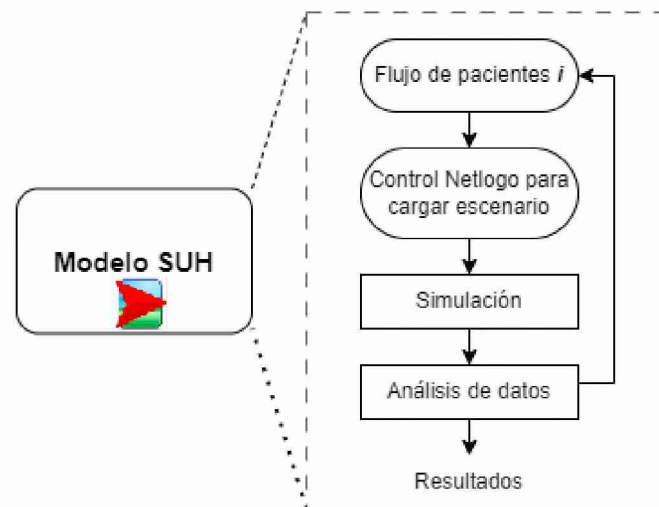 Flujo de pacientes i
Control Netlogo para
cargar escenario
Modelo SUH
Simulación
Análisis de datos
Resultados